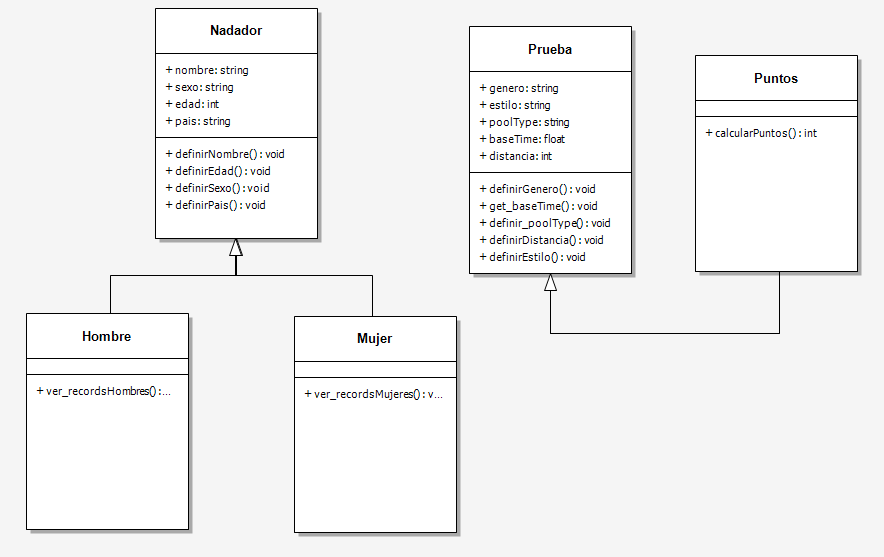 Nadador
+ nombre: string
+ sexo: string
+ edad: int
+ pais: string
+ definirNombre(): void
+ definirEdad(): void
+ definirSexo(): void
+ definirPais(): void
Prueba
+ genero: string
+ estilo: string
+ poolType: string
+ baseTime: float
+ distancia: int
+ definirGenero(): void
+ get_baseTime(): void
+ definir_poolType(): void
+ definirDistancia(): void
+ definirEstilo(): void
Puntos
+ calcularPuntos(): int
Hombre
+ ver_recordsHombres():...
Mujer
+ ver_recordsMujeres(): v...